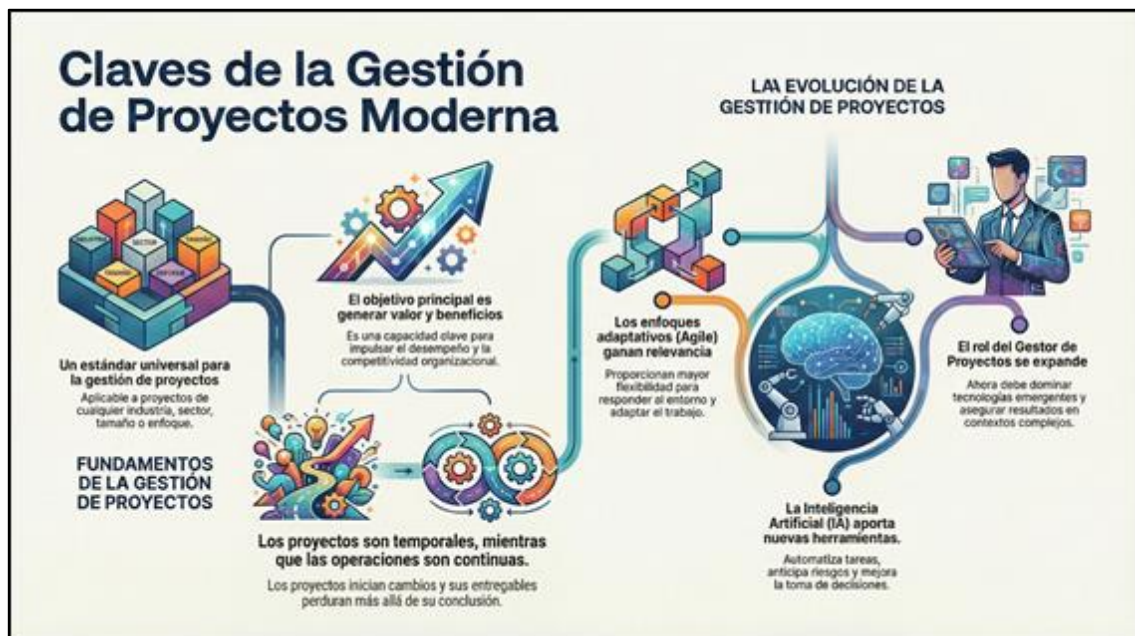 Claves de la Gestión
de Proyectos Moderna
INDUSTRIA
SECTOR
TAMAÑO
TAMAÑO
ENFOQUE
Un estándar universal para
la gestión de proyectos
Aplicable a proyectos de
cualquier industria, sector,
tamaño o enfoque.
FUNDAMENTOS
DE LA GESTIÓN
DE PROYECTOS
El objetivo principal es
generar valor y beneficios
Es una capacidad clave para
impulsar el desempeño y la
competitividad organizacional.
Los proyectos son temporales, mientras
que las operaciones son continuas.
Los proyectos inician cambios y sus entregables
perduran más allá de su conclusión.
LAA EVOLUCIÓN DE LA
GESTIÓN DE PROYECTOS
Los enfoques
adaptativos (Agile)
ganan relevancia
Proporcionan mayor
flexibilidad para
responder al entorno y
adaptar el trabajo.
La Inteligencia
Artificial (IA) aporta
nuevas herramientas.
Automatiza tareas,
anticipa riesgos y mejora
la toma de decisiones.
El rol del Gestor de
Proyectos se expande
Ahora debe dominar
tecnologías emergentes y
asegurar resultados en
contextos complejos.